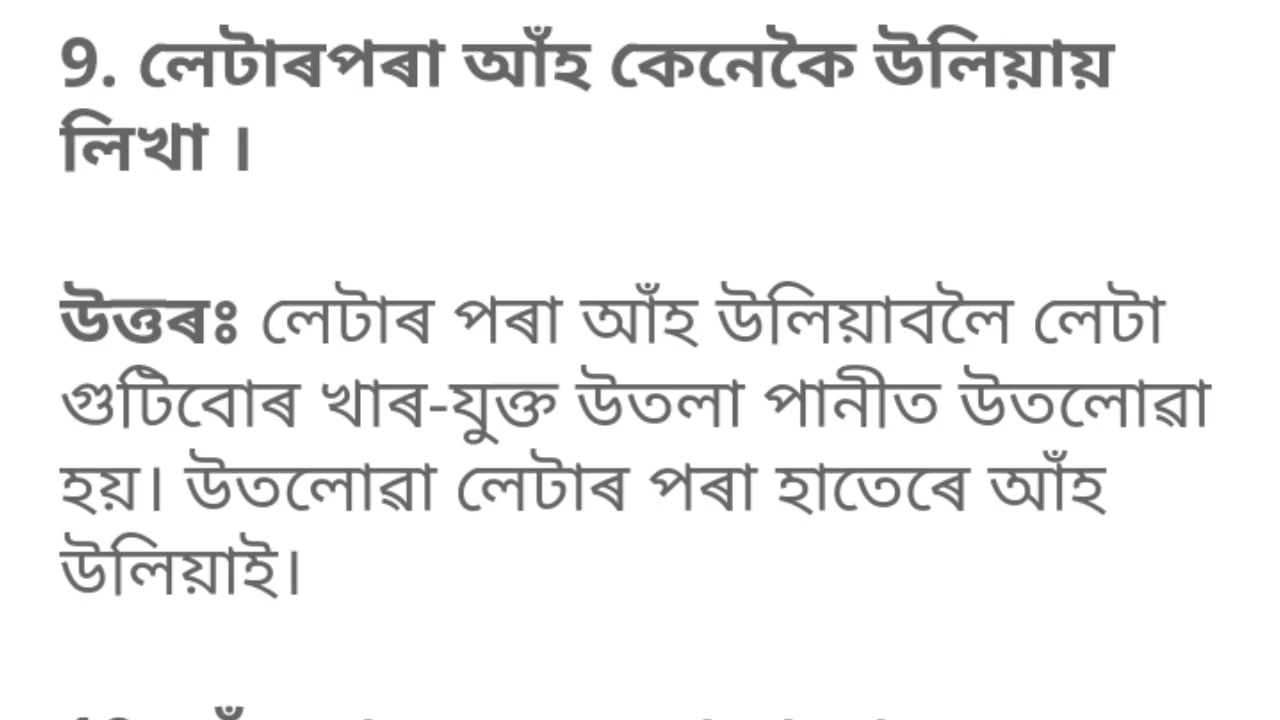 9. লেটাৰপৰা আঁহ কেনেকৈ উলিয়ায়
লিখা ।
উত্তৰঃ লেটাৰ পৰা আঁহ উলিয়াবলৈ লেটা
গুটিবোৰ খাৰ-যুক্ত উতলা পানীত উতলোৱা
হয়। উতলোৱা লেটাৰ পৰা হাতেৰে আঁহ
উলিয়াই।